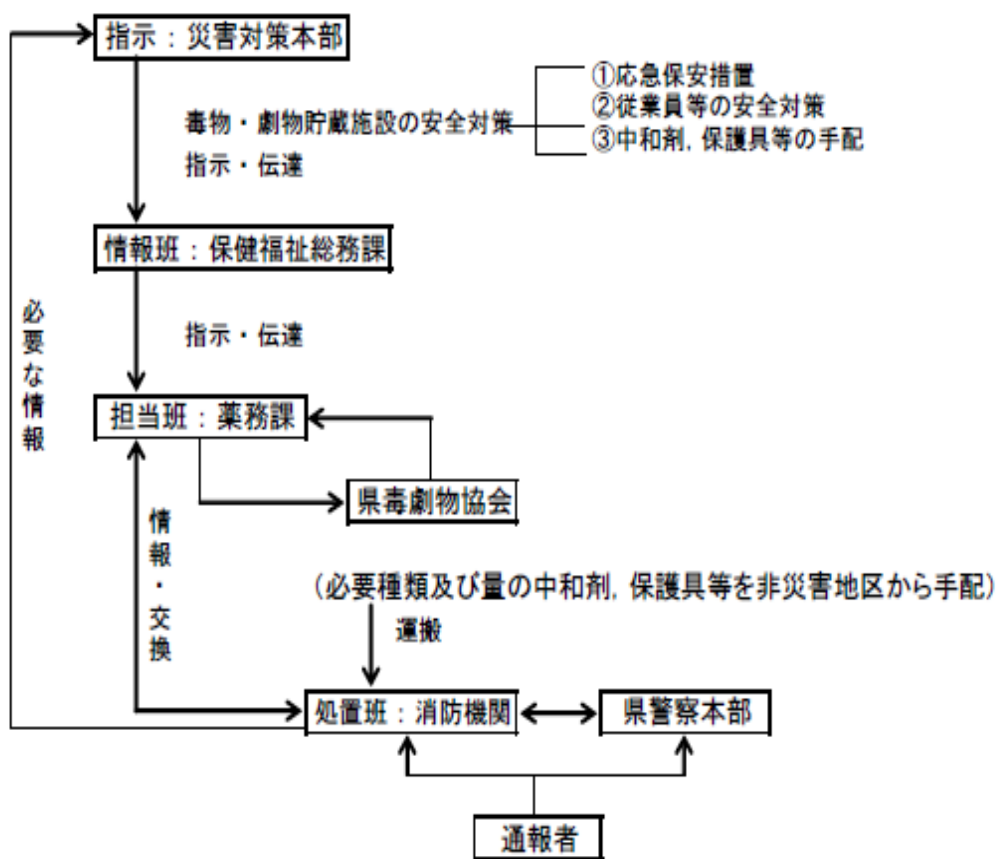 指示：災害対策本部
①応急保安措置
毒物・劇物貯蔵施設の安全対策
②従業員等の安全対策
③中和剤，保護具等の手配
指示・伝達
情報班：保健福祉総務課
必要な情報
指示・伝達
担当班：薬務課
県毒劇物協会
情報・交換
（必要種類及び量の中和剤，保護具等を非災害地区から手配）
運搬
処置班：消防機関
県警察本部
通報者